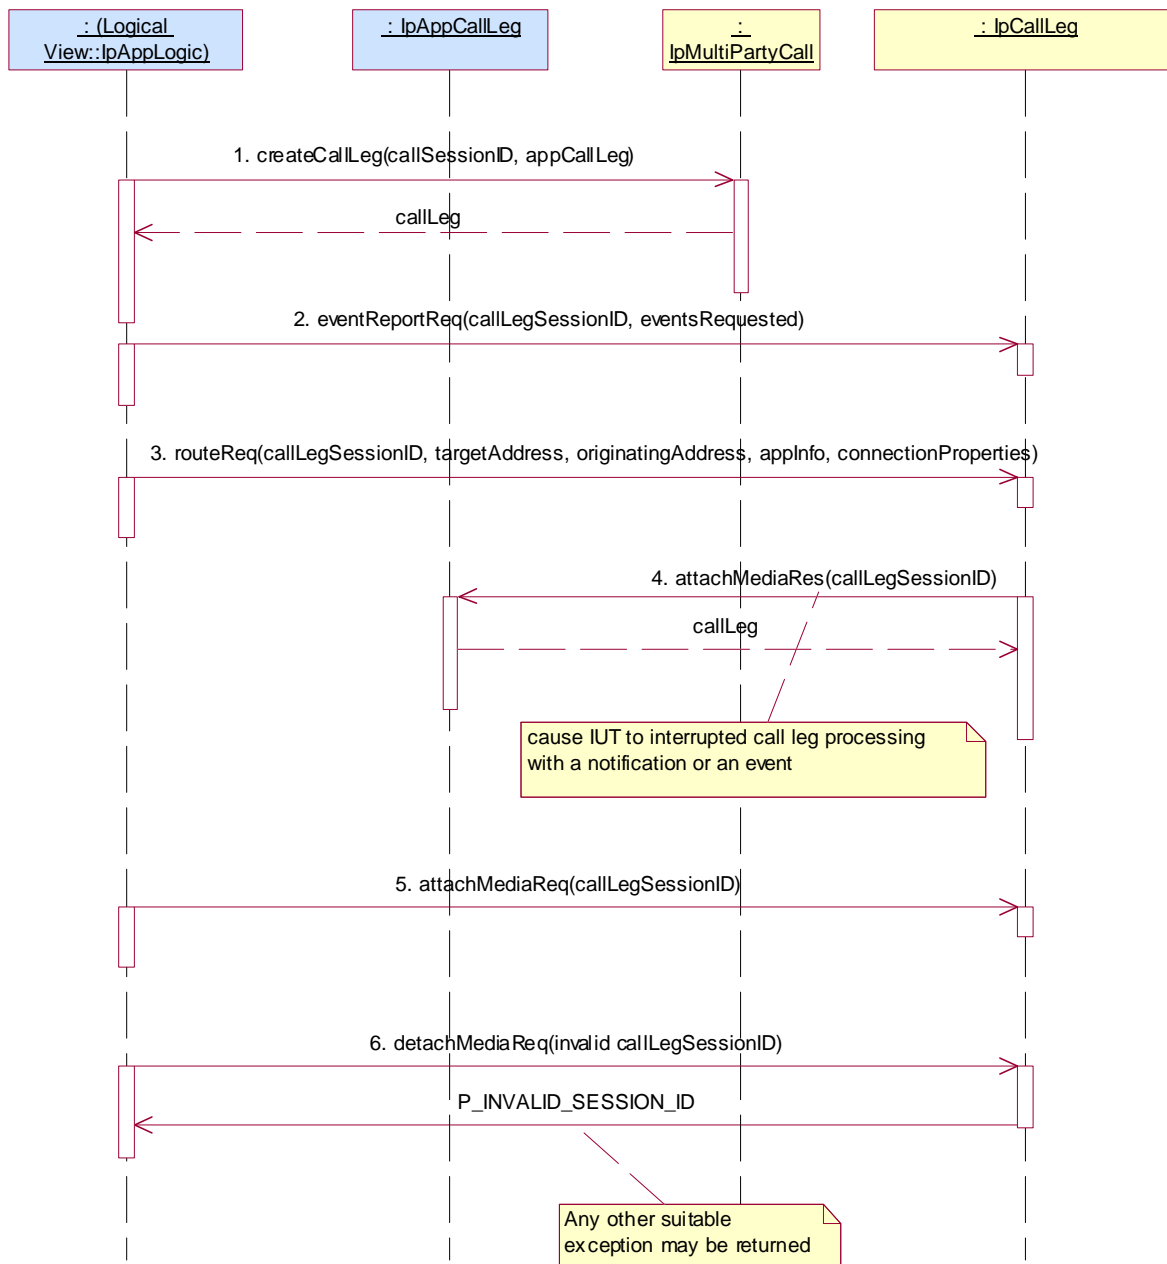 : (Logical
View::IpAppLogic)
: IpAppCallLeg
:
IpMultiPartyCall
: IpCallLeg
1. createCallLeg(callSessionID, appCallLeg)
callLeg
2. eventReportReq(callLegSessionID, eventsRequested)
3. routeReq(callLegSessionID, targetAddress, originatingAddress, appInfo, connectionProperties)
4. attachMediaRes(callLegSessionID)
callLeg
cause IUT to interrupted call leg processing
with a notification or an event
5. attachMediaReq(callLegSessionID)
6. detachMediaReq(invalid callLegSessionID)
P_INVALID_SESSION_ID
Any other suitable
exception may be returned